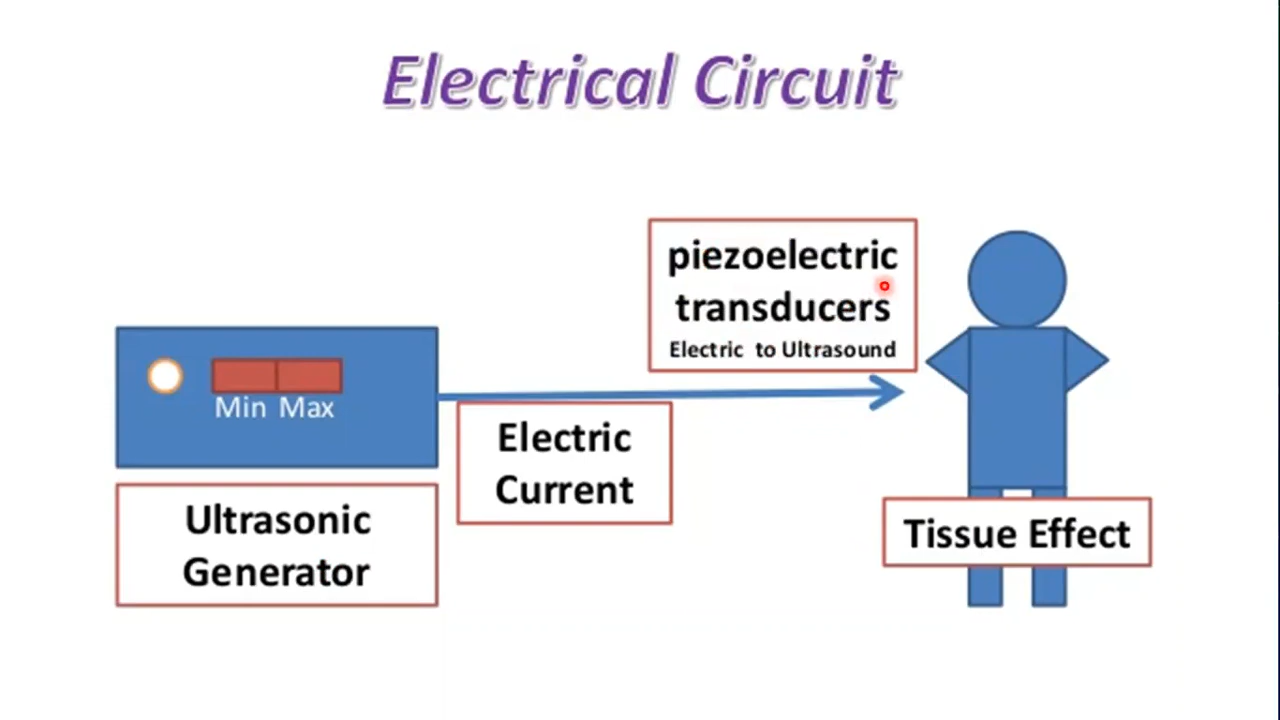 Electrical Circuit
piezoelectric
transducers
Electric to Ultrasound
Min Max
Electric
Current
Ultrasonic
Generator
Tissue Effect